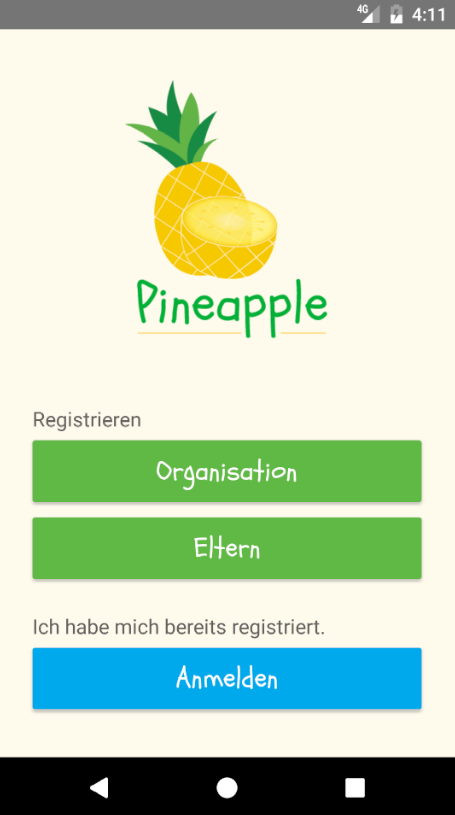 4G 4:11
Pineapple
Registrieren
Organisation
Eltern
Ich habe mich bereits registriert.
Anmelden